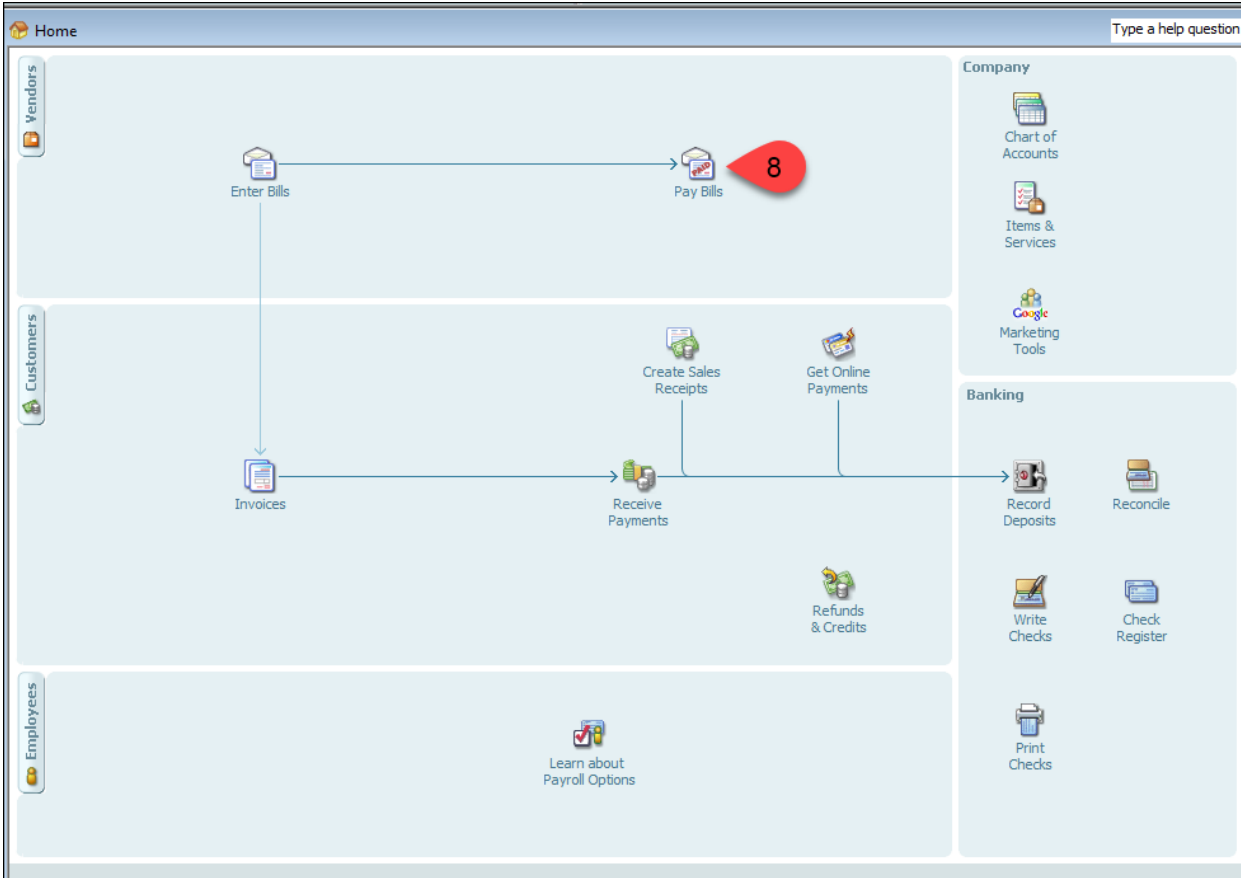 Home
Type a help question
Vendors
Enter Bills
PAID
Pay Bills
8
Customers
Create Sales
Receipts
Get Online
Payments
Invoices
Receive
Payments
Refunds
& Credits
Employees
Learn about
Payroll Options
Company
Chart of
Accounts
Items &
Services
Google
Marketing
Tools
Banking
Record
Deposits
Reconcile
Write
Checks
Check
Register
Print
Checks